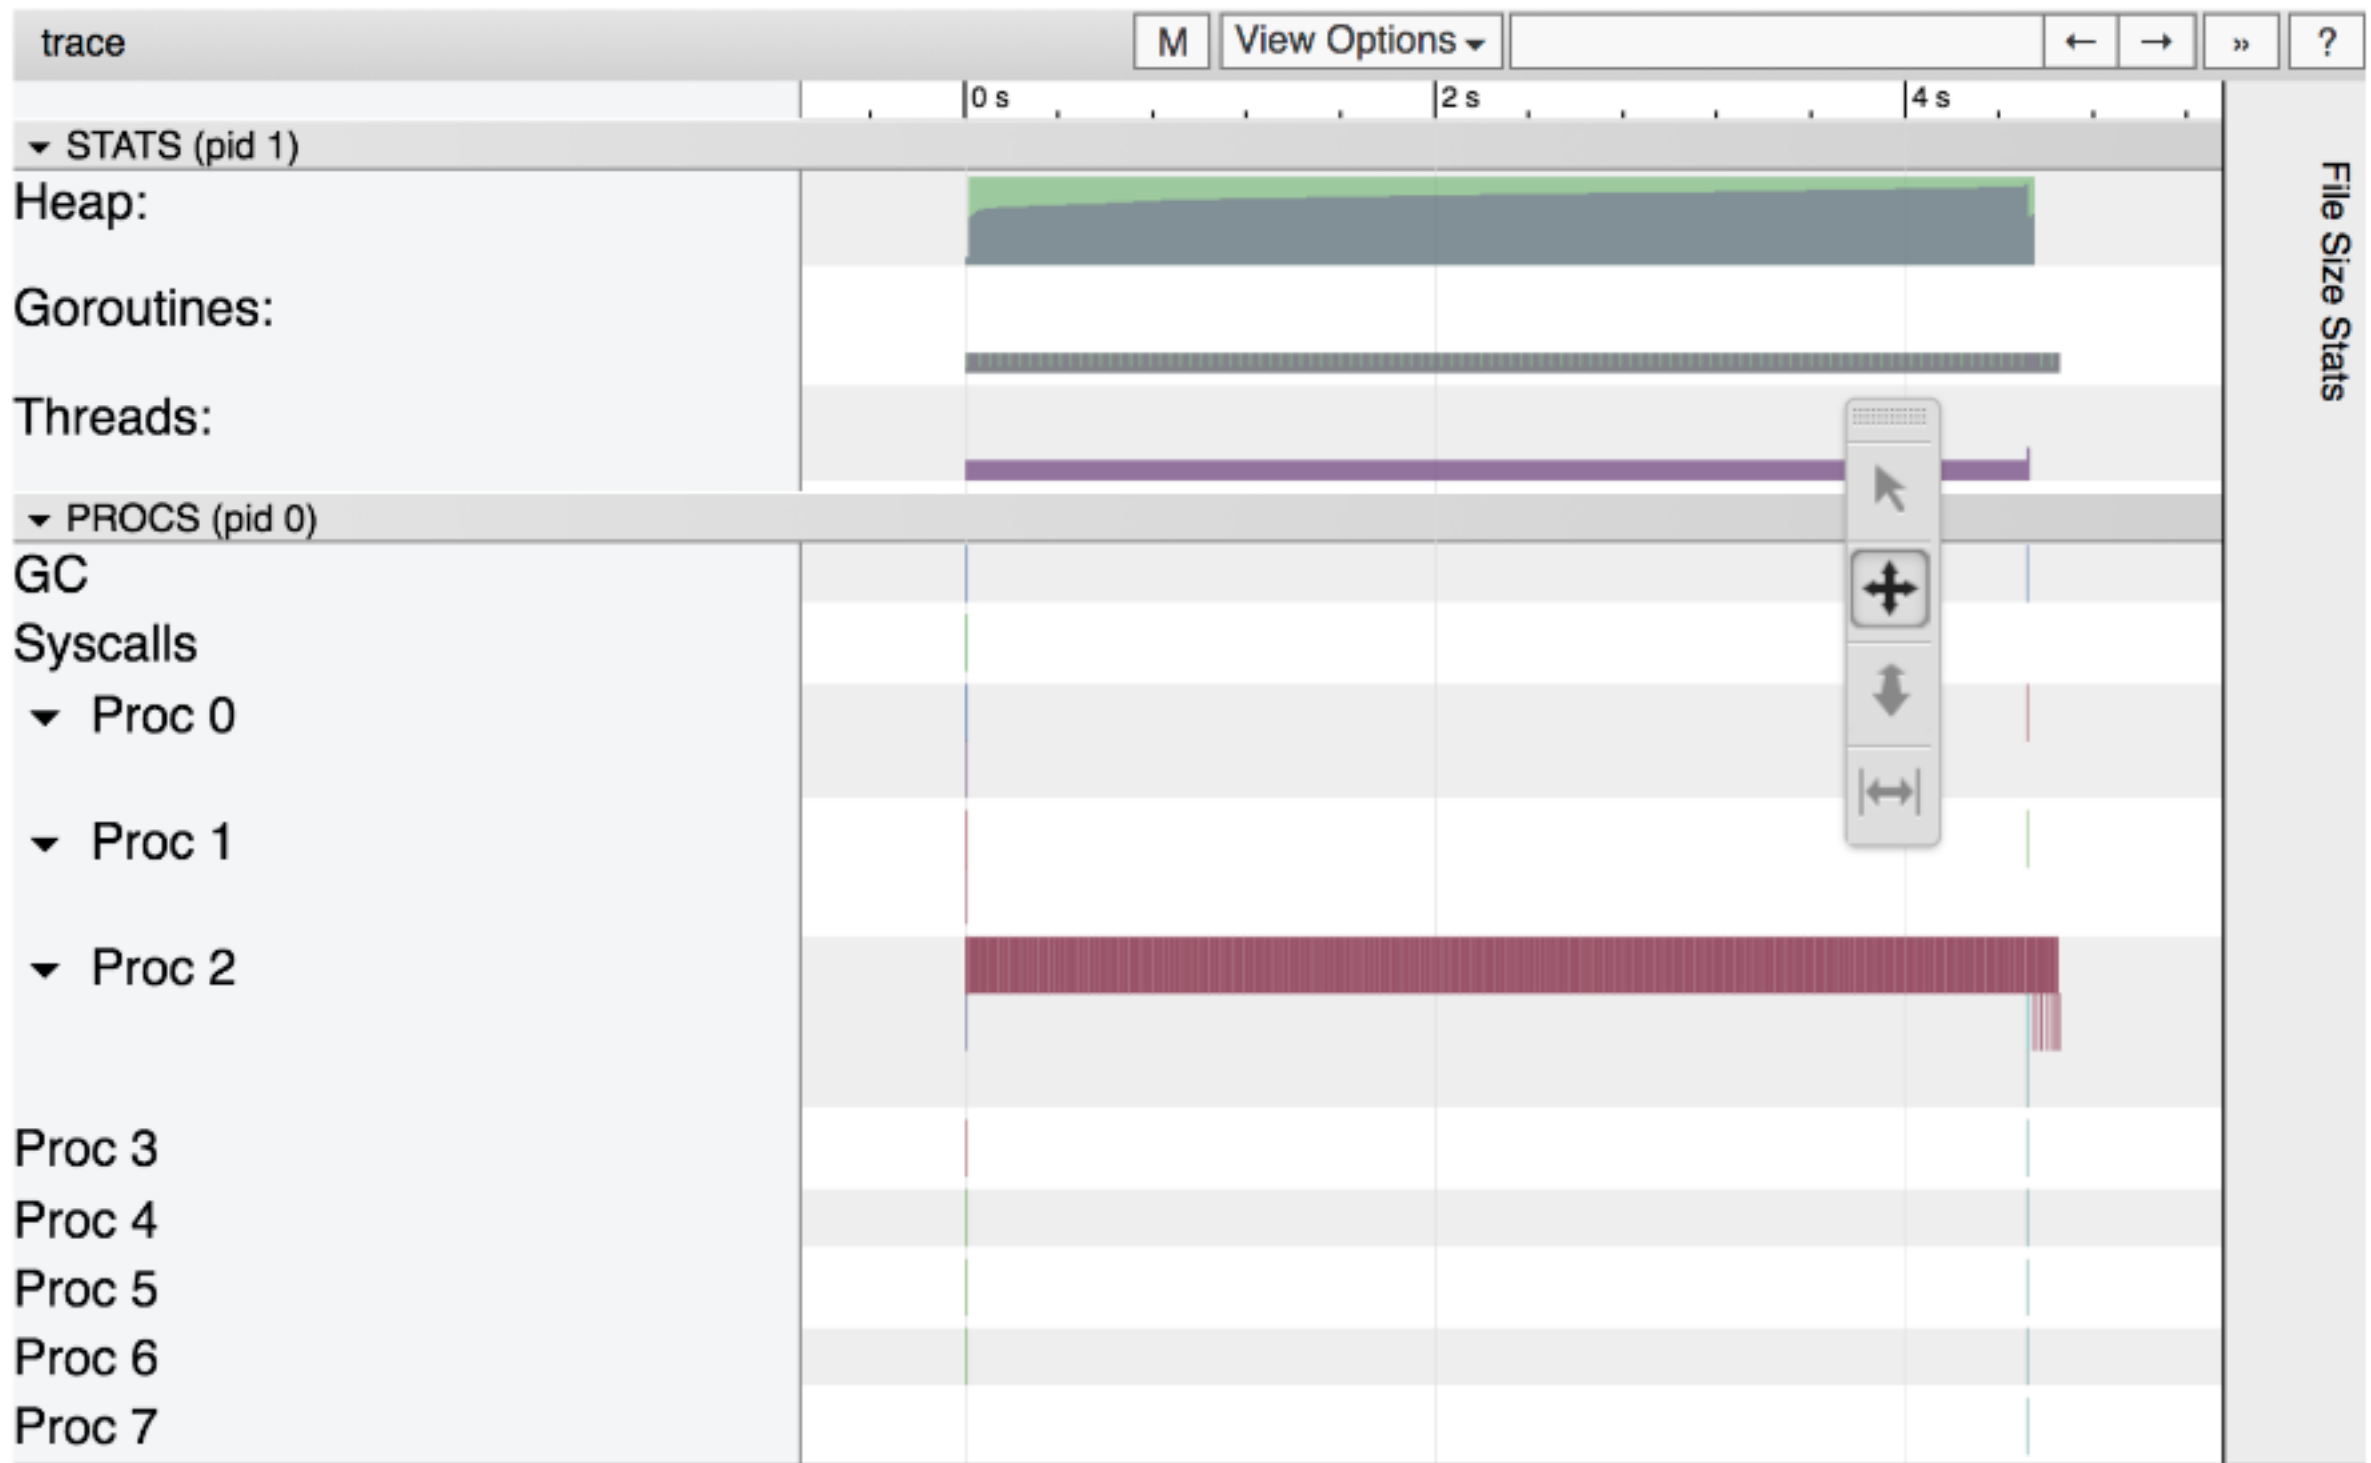 trace M View Options ← → » ?
0 s 2 s 4 s
STATS (pid 1)
Heap:
Goroutines:
Threads:
PROCS (pid 0)
GC
Syscalls
Proc 0
Proc 1
Proc 2
Proc 3
Proc 4
Proc 5
Proc 6
Proc 7
File Size Stats